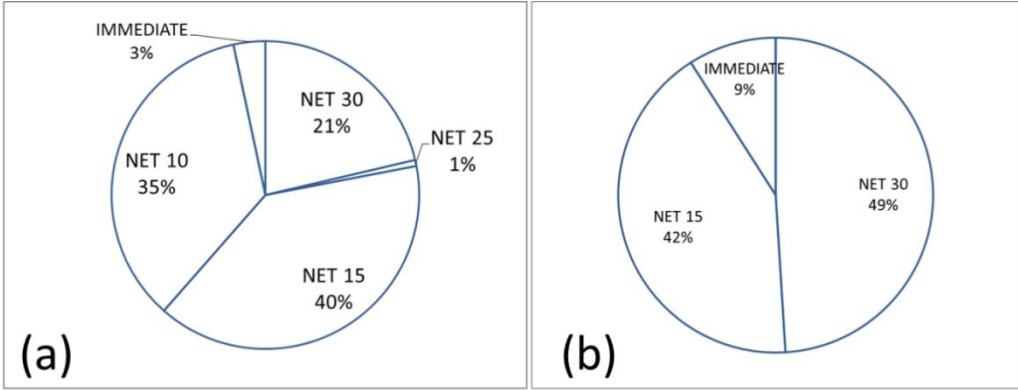 IMMEDIATE
3%
NET 30
21%
NET 25
1%
NET 10
35%
NET 15
40%
(a)
IMMEDIATE
9%
NET 30
49%
NET 15
42%
(b)